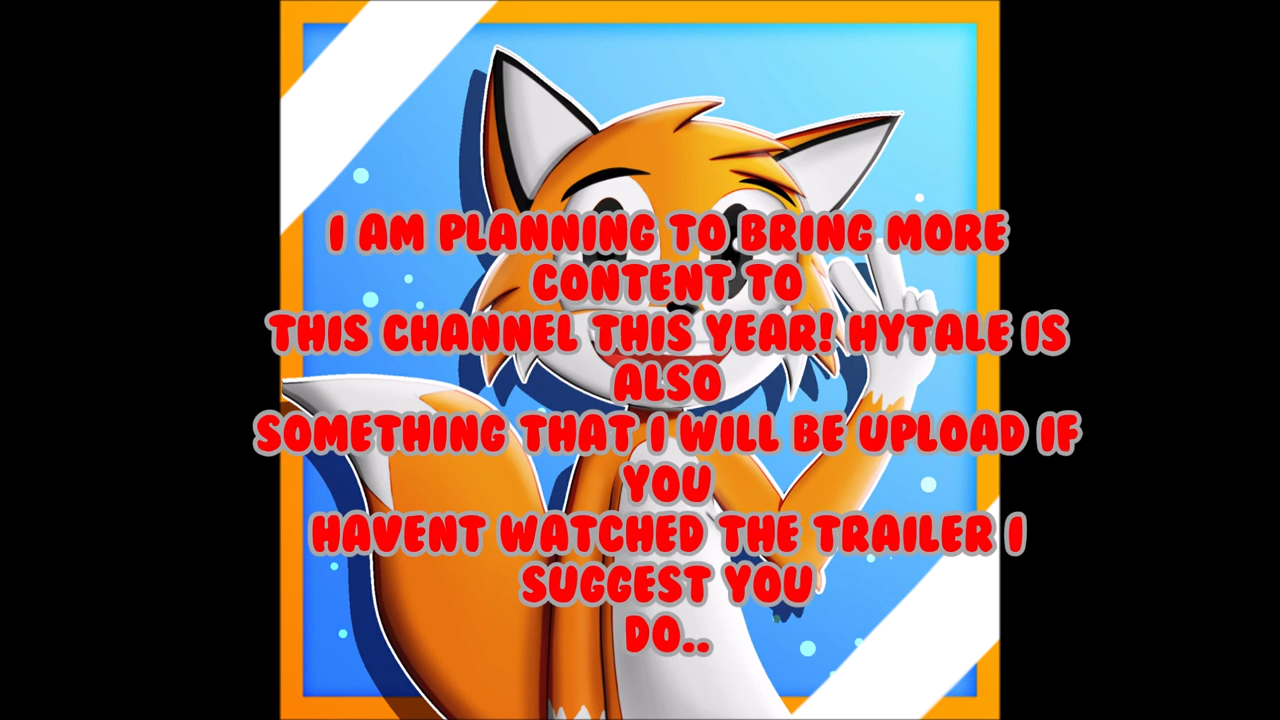 I AM PLANNING TO BRING MORE
CONTENT TO
THIS CHANNEL THIS YEAR! HYTALE IS
ALSO
SOMETHING THAT I WILL BE UPLOAD IF
YOU
HAVENT WATCHED THE TRAILER I
SUGGEST YOU
DO..